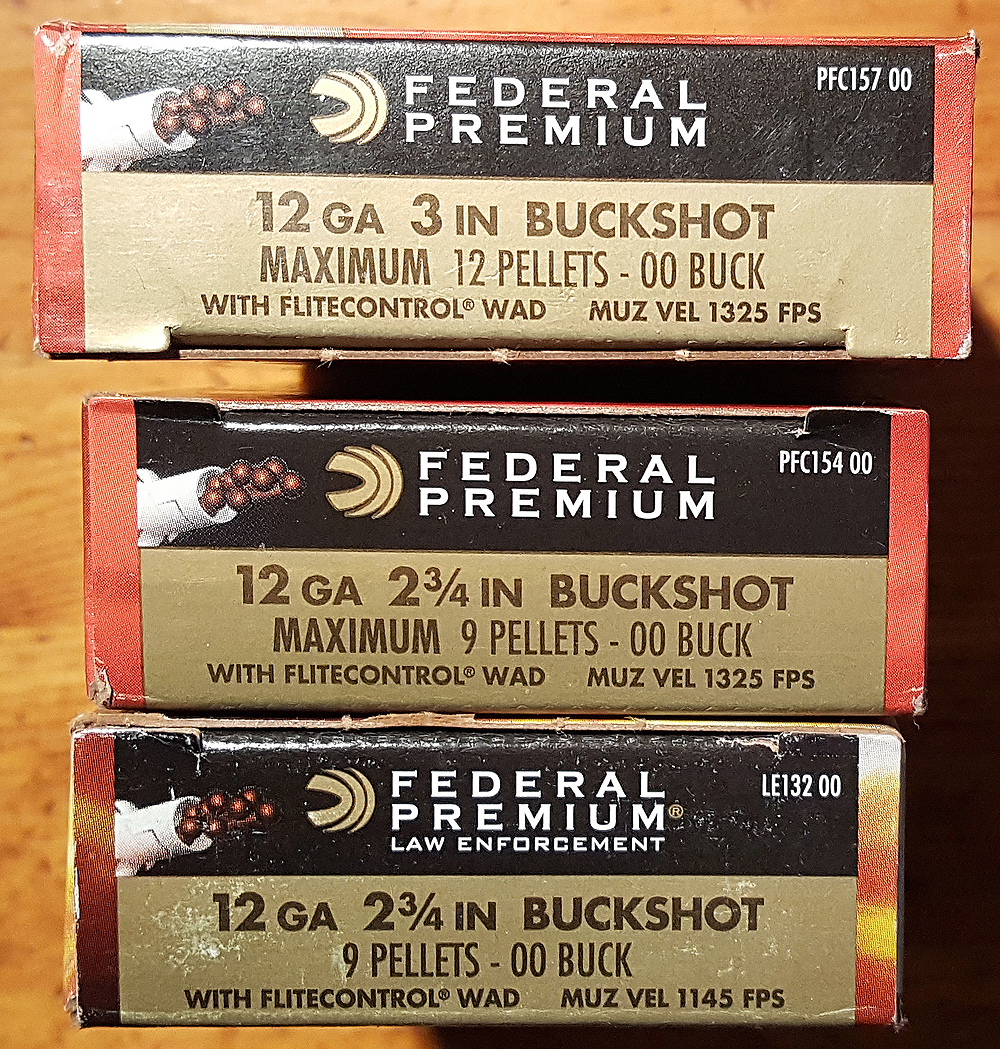 FEDERAL
PREMIUM
PFC157 00
12 GA 3 IN BUCKSHOT
MAXIMUM 12 PELLETS - 00 BUCK
WITH FLITECONTROL® WAD MUZ VEL 1325 FPS
FEDERAL
PREMIUM
PFC154 00
12 GA 2¾ IN BUCKSHOT
MAXIMUM 9 PELLETS - 00 BUCK
WITH FLITECONTROL® WAD MUZ VEL 1325 FPS
FEDERAL
PREMIUM®
LAW ENFORCEMENT
LE132 00
12 GA 2¾ IN BUCKSHOT
9 PELLETS - 00 BUCK
WITH FLITECONTROL® WAD MUZ VEL 1145 FPS